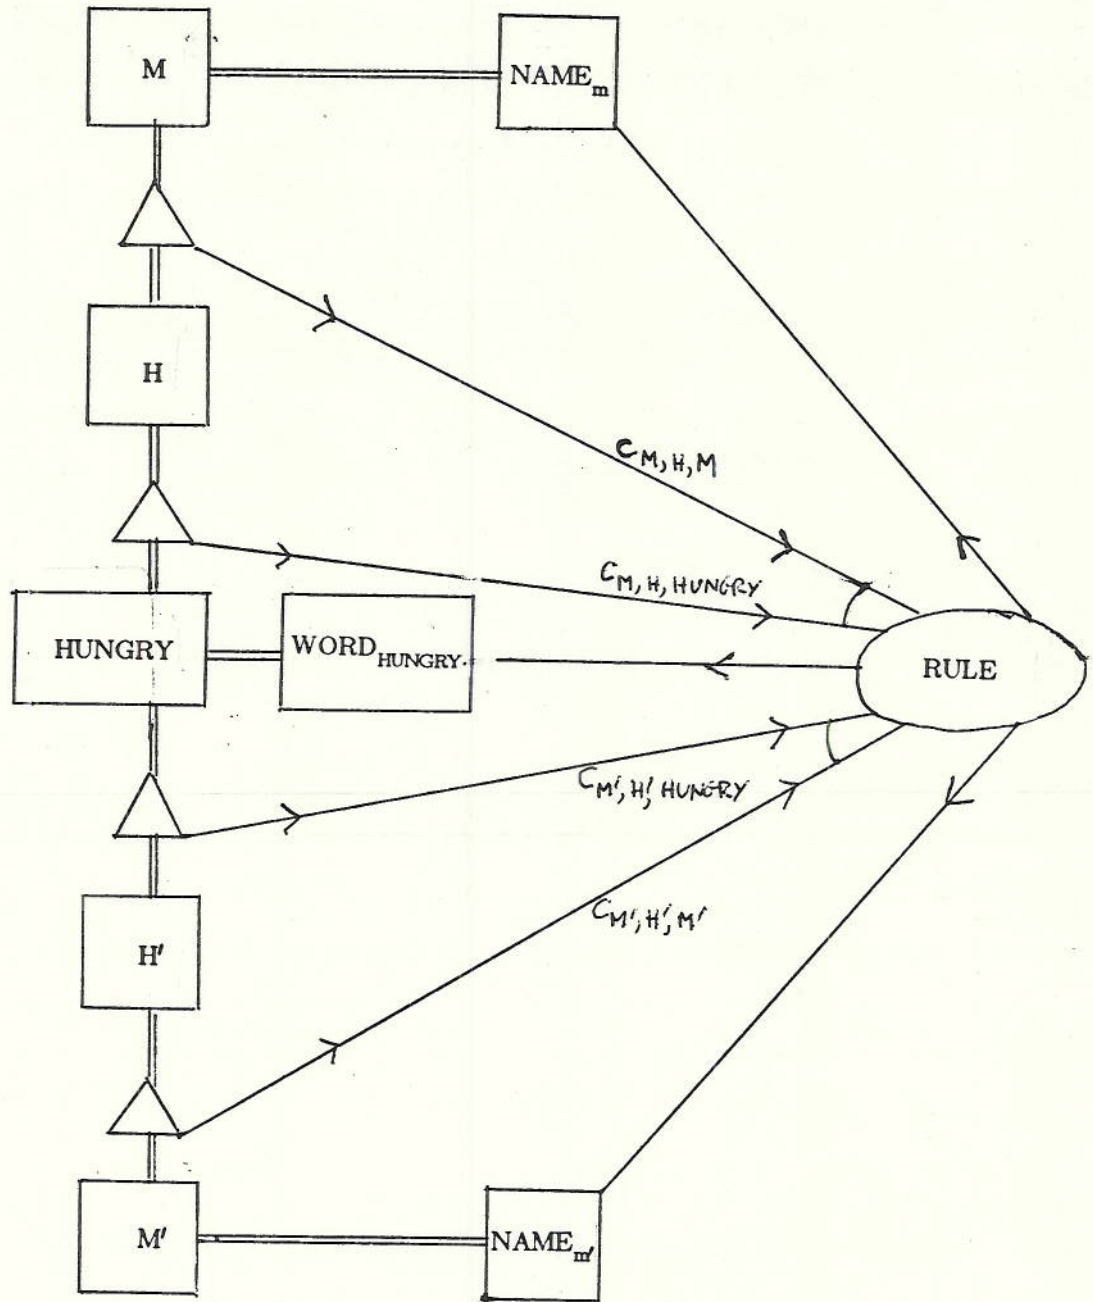 M NAME_m
H
C_M,H,M
C_M,H,HUNGRY
HUNGRY WORD_HUNGRY RULE
C_M',H',HUNGRY
C_M',H',M'
H'
M' NAME_m'